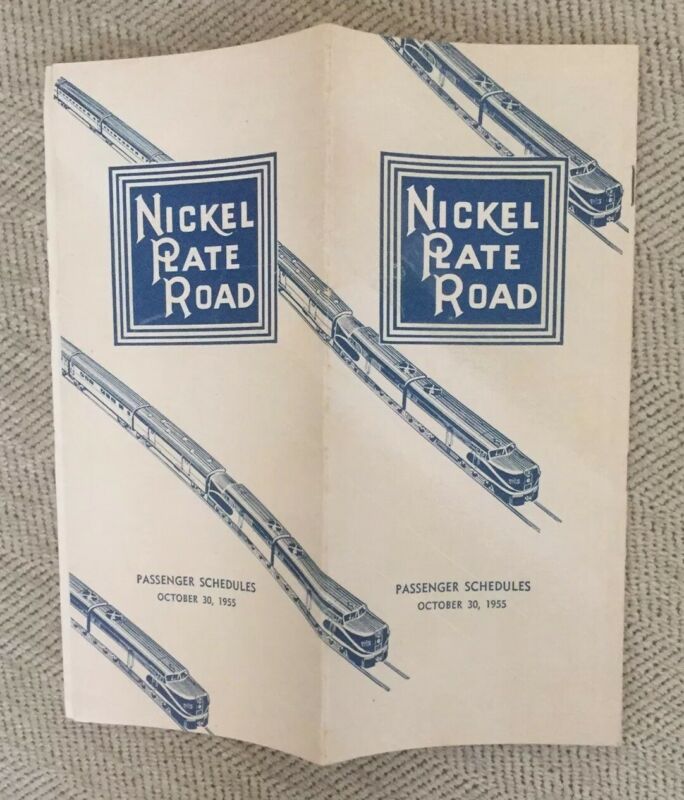 NICKEL
PLATE
ROAD
PASSENGER SCHEDULES
OCTOBER 30, 1955
NICKEL
PLATE
ROAD
PASSENGER SCHEDULES
OCTOBER 30, 1955